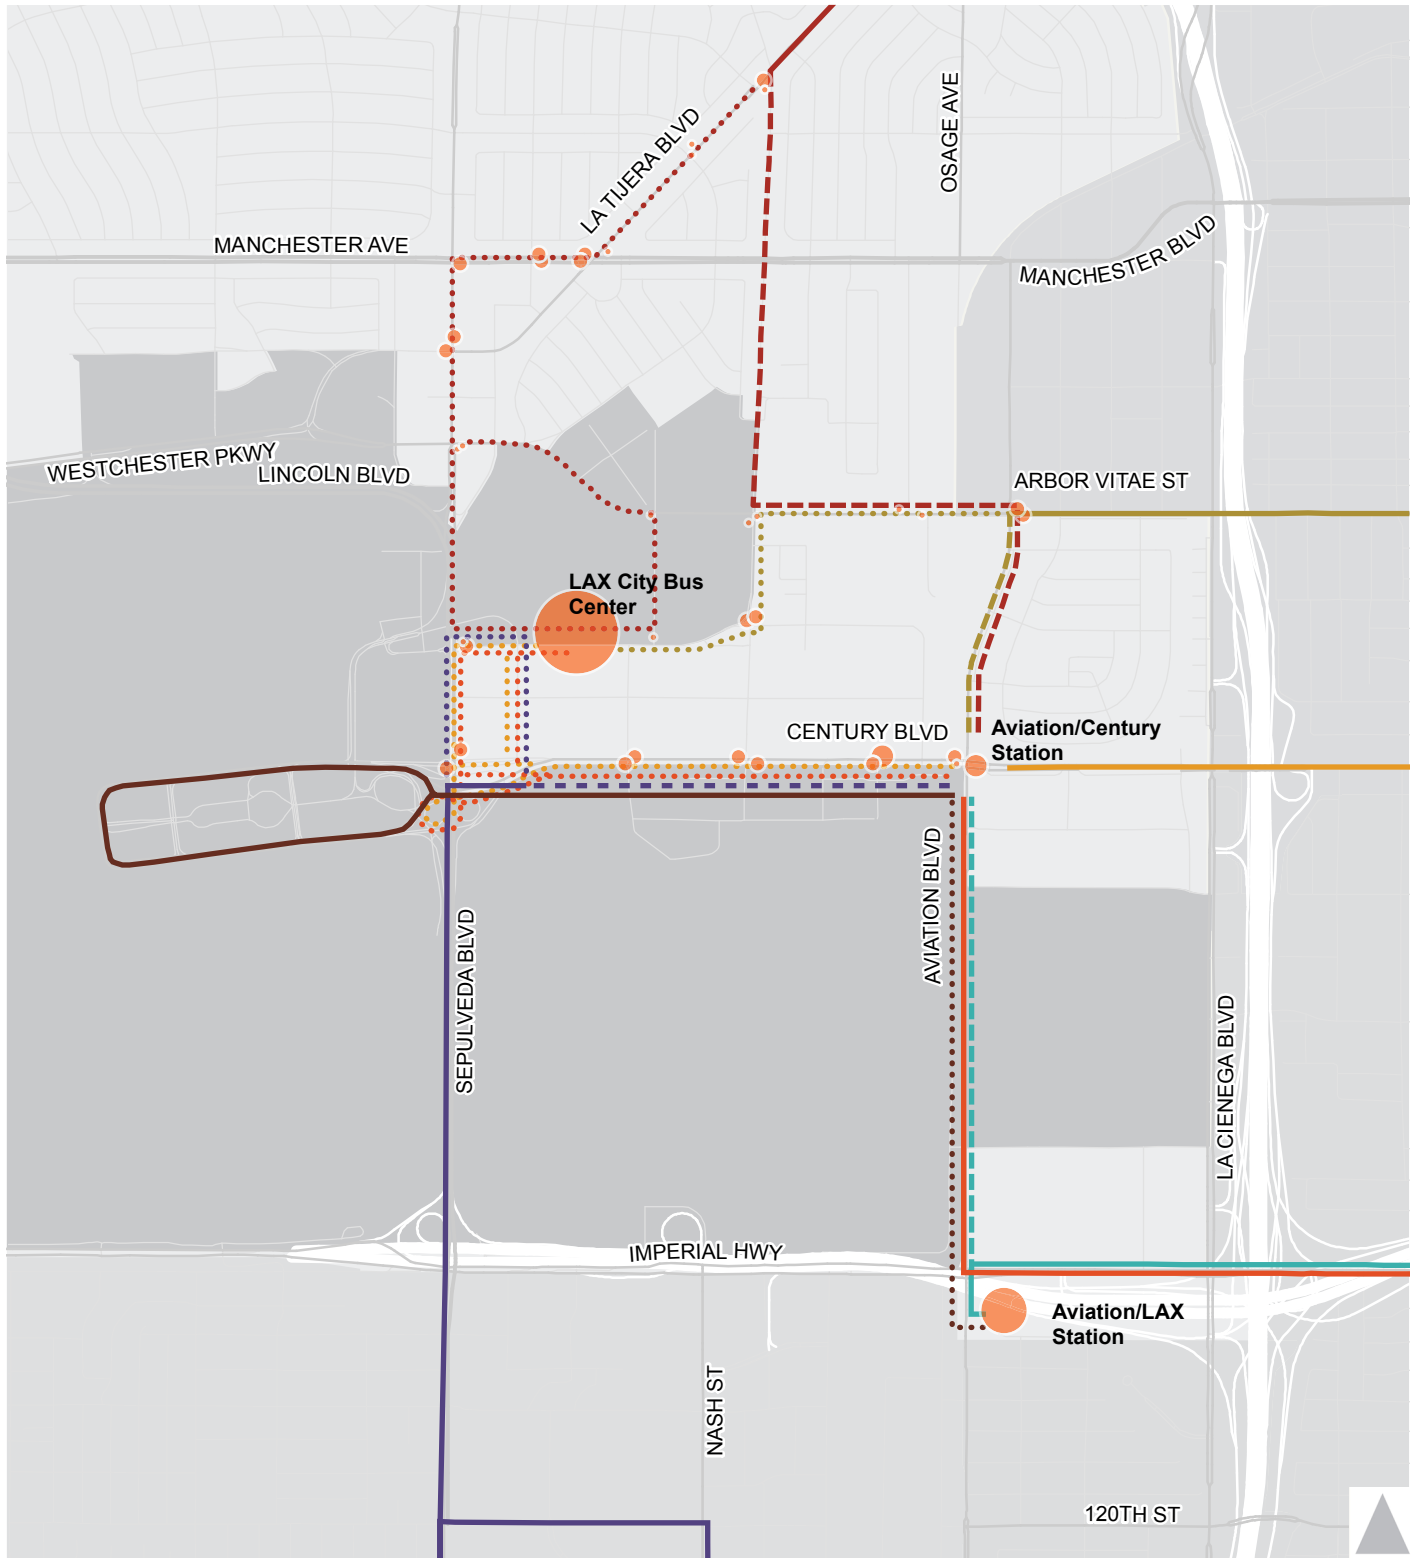 OSAGE AVE
LA TIJERA BLVD
MANCHESTER AVE
MANCHESTER BLVD
WESTCHESTER PKWY
LINCOLN BLVD
ARBOR VITAE ST
LAX City Bus
Center
CENTURY BLVD
Aviation/Century
Station
AVIATION BLVD
SEPULVEDA BLVD
LA CIENEGA BLVD
IMPERIAL HWY
Aviation/LAX
Station
NASH ST
120TH ST